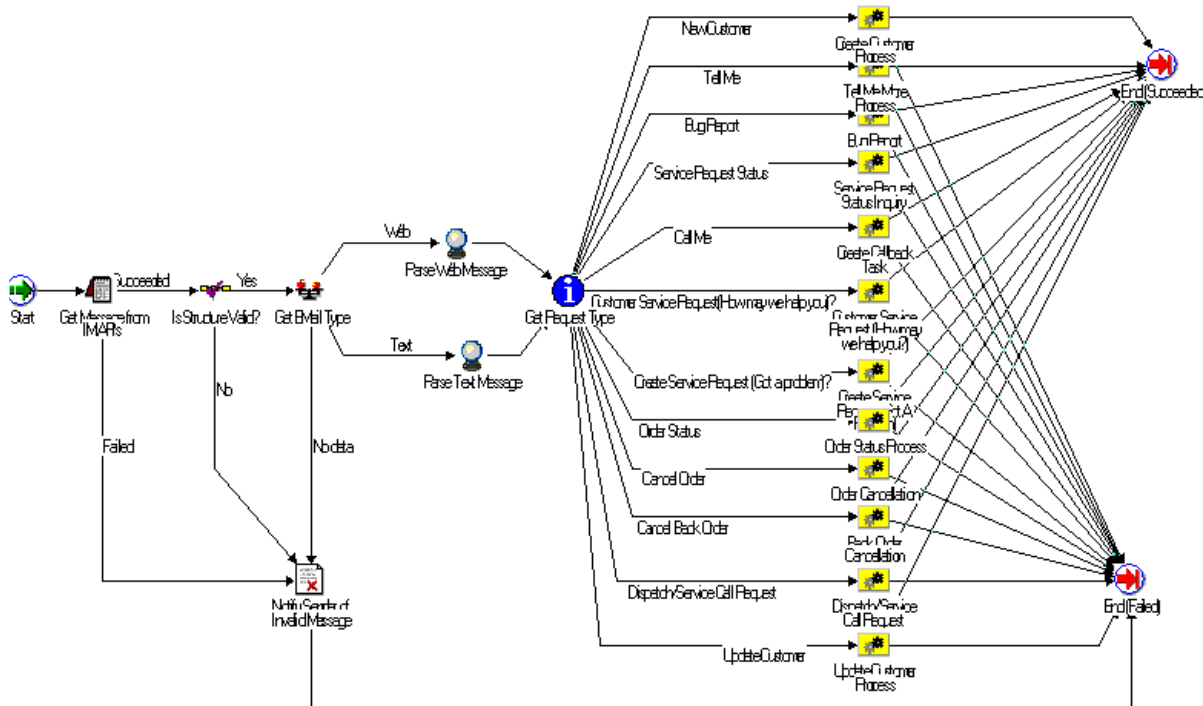 New Customer
Create Customer
Process
Tell Me
Tell Me More
Process
End (Succeeded
Bug Report
Bug Report
Service Request Status
Service Request
Status Inquiry
Web
Call Me
Parse Web Message
Create Callback
Task
Succeeded
Yes
Start
Get Message from
IMAPIs
Is Structure Valid?
Get EMail Type
Get Request Type
Customer Service Request (How may we help you)?
Customer Service
Request (How may
we help you?)
Text
Parse Text Message
Create Service Request (Got a problem)?
Create Service
No
Order Status
Order Status Process
Failed
No data
Cancel Order
Order Cancellation
Cancel Back Order
Back Order
Cancellation
Dispatch/Service Call Request
Dispatch/Service
Call Request
Notify Sender of
Invalid Message
End (Failed)
Update Customer
Update Customer
Process